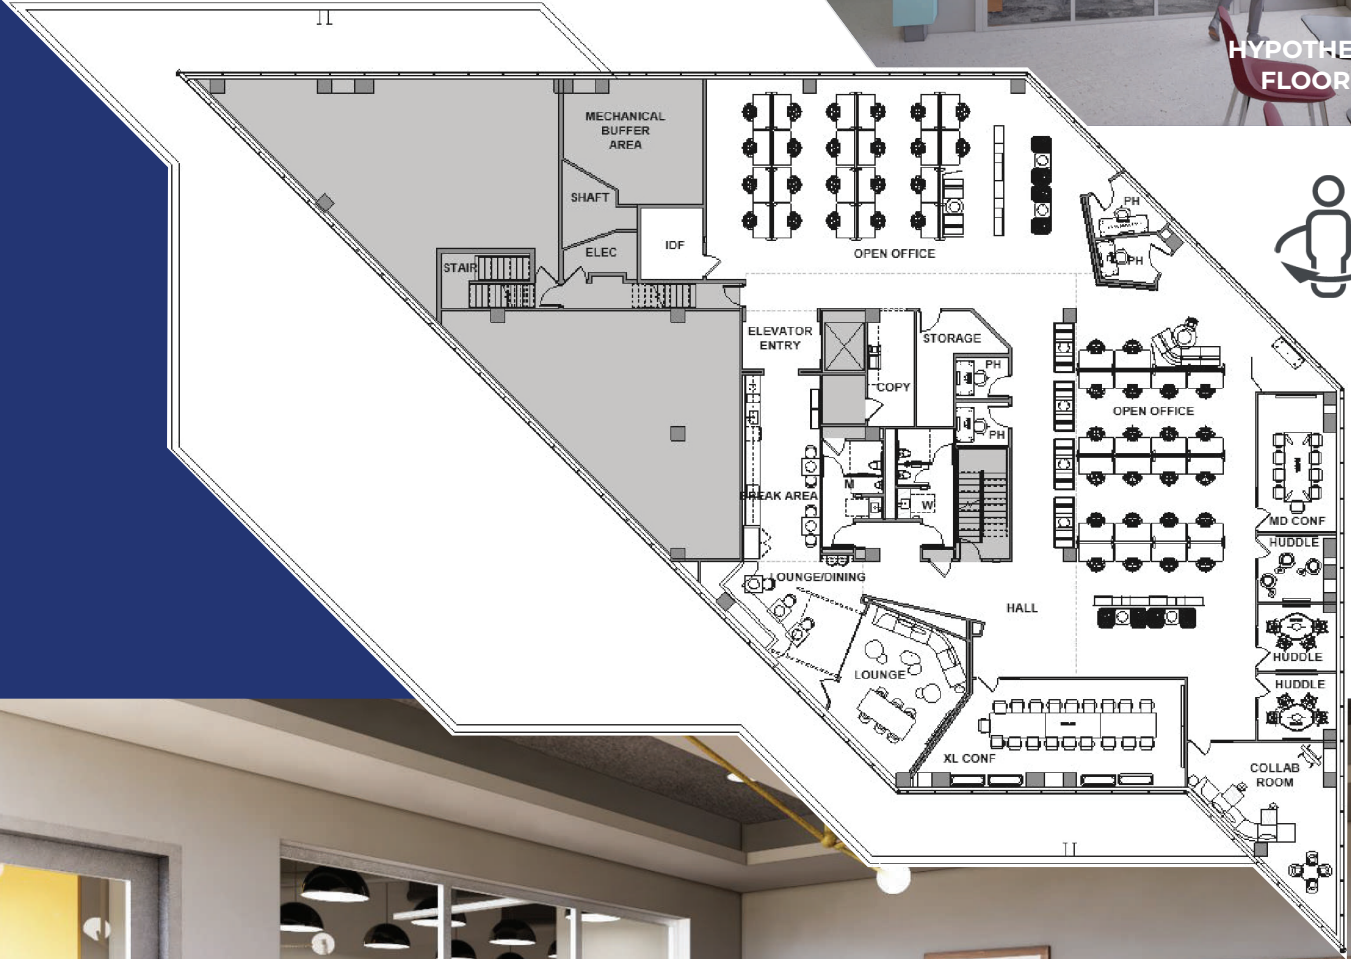 HYPOTHE
FLOOR
MECHANICAL
BUFFER
AREA
SHAFT
IDF
ELEC
STAIR
OPEN OFFICE
PH
PH
ELEVATOR
ENTRY
STORAGE
PH
COPY
PH
OPEN OFFICE
BREAK AREA
M
W
MD CONF
HUDDLE
LOUNGE/DINING
HALL
HUDDLE
LOUNGE
HUDDLE
XL CONF
COLLAB
ROOM